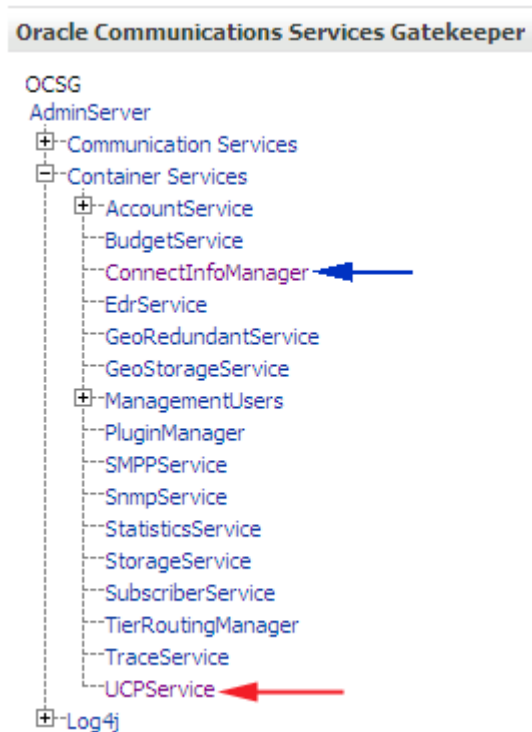 Oracle Communications Services Gatekeeper
OCSG
AdminServer
Communication Services
Container Services
AccountService
BudgetService
ConnectInfoManager
EdrService
GeoRedundantService
GeoStorageService
ManagementUsers
PluginManager
SMPPService
SnmpService
StatisticsService
StorageService
SubscriberService
TierRoutingManager
TraceService
UCPService
Log4j